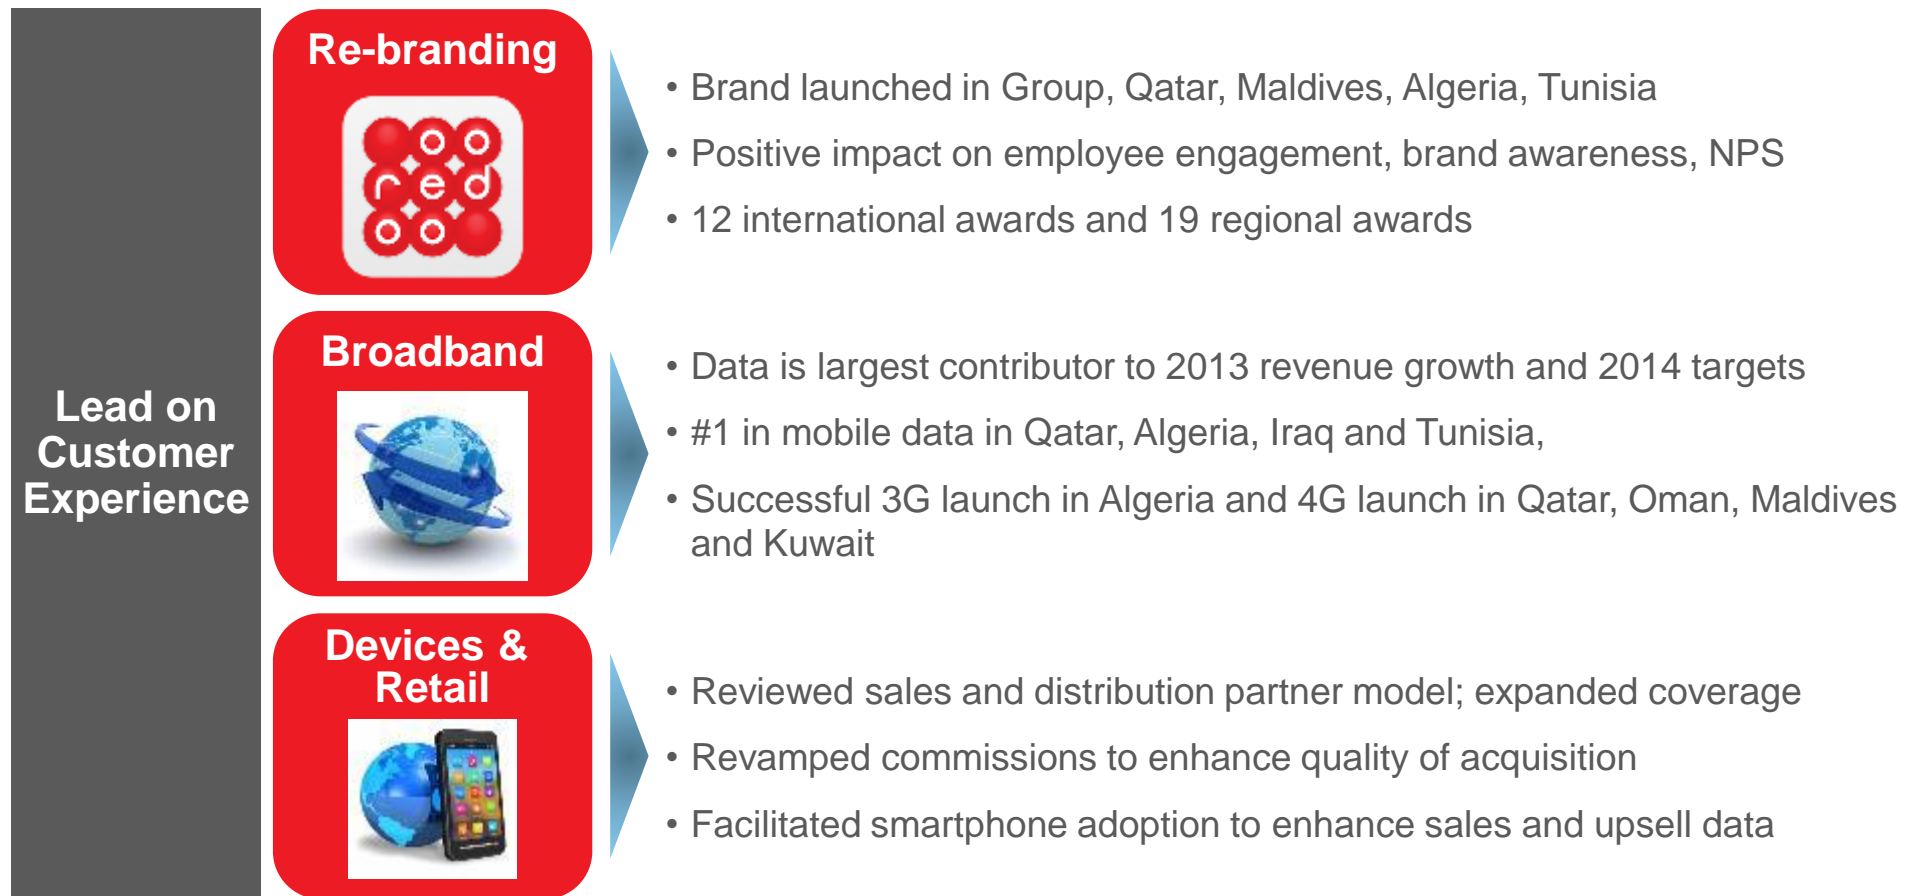 Lead on
Customer
Experience
Re-branding
oo
red
oo
• Brand launched in Group, Qatar, Maldives, Algeria, Tunisia
• Positive impact on employee engagement, brand awareness, NPS
• 12 international awards and 19 regional awards
Broadband
• Data is largest contributor to 2013 revenue growth and 2014 targets
• #1 in mobile data in Qatar, Algeria, Iraq and Tunisia,
• Successful 3G launch in Algeria and 4G launch in Qatar, Oman, Maldives
and Kuwait
Devices &
Retail
• Reviewed sales and distribution partner model; expanded coverage
• Revamped commissions to enhance quality of acquisition
• Facilitated smartphone adoption to enhance sales and upsell data